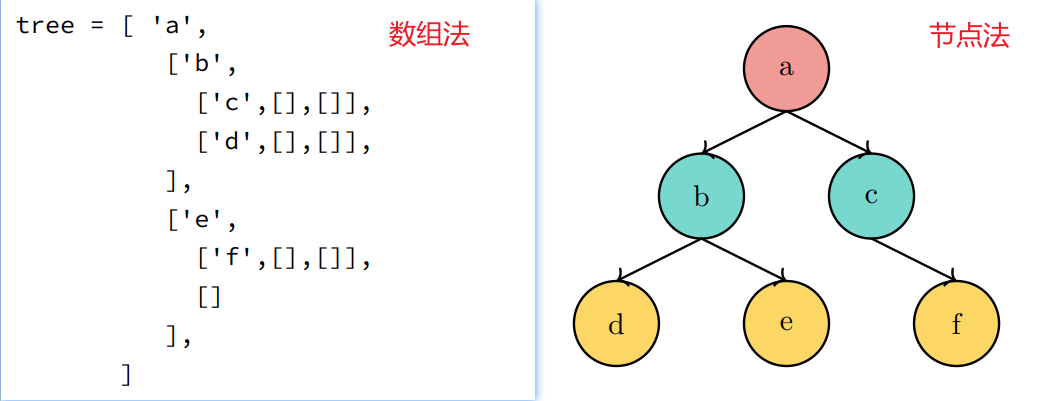 tree = [ 'a',
['b',
['c',[],[]],
['d',[],[]],
],
['e',
['f',[],[]],
[]
],
]
数组法
节点法
a
b
c
d
e
f